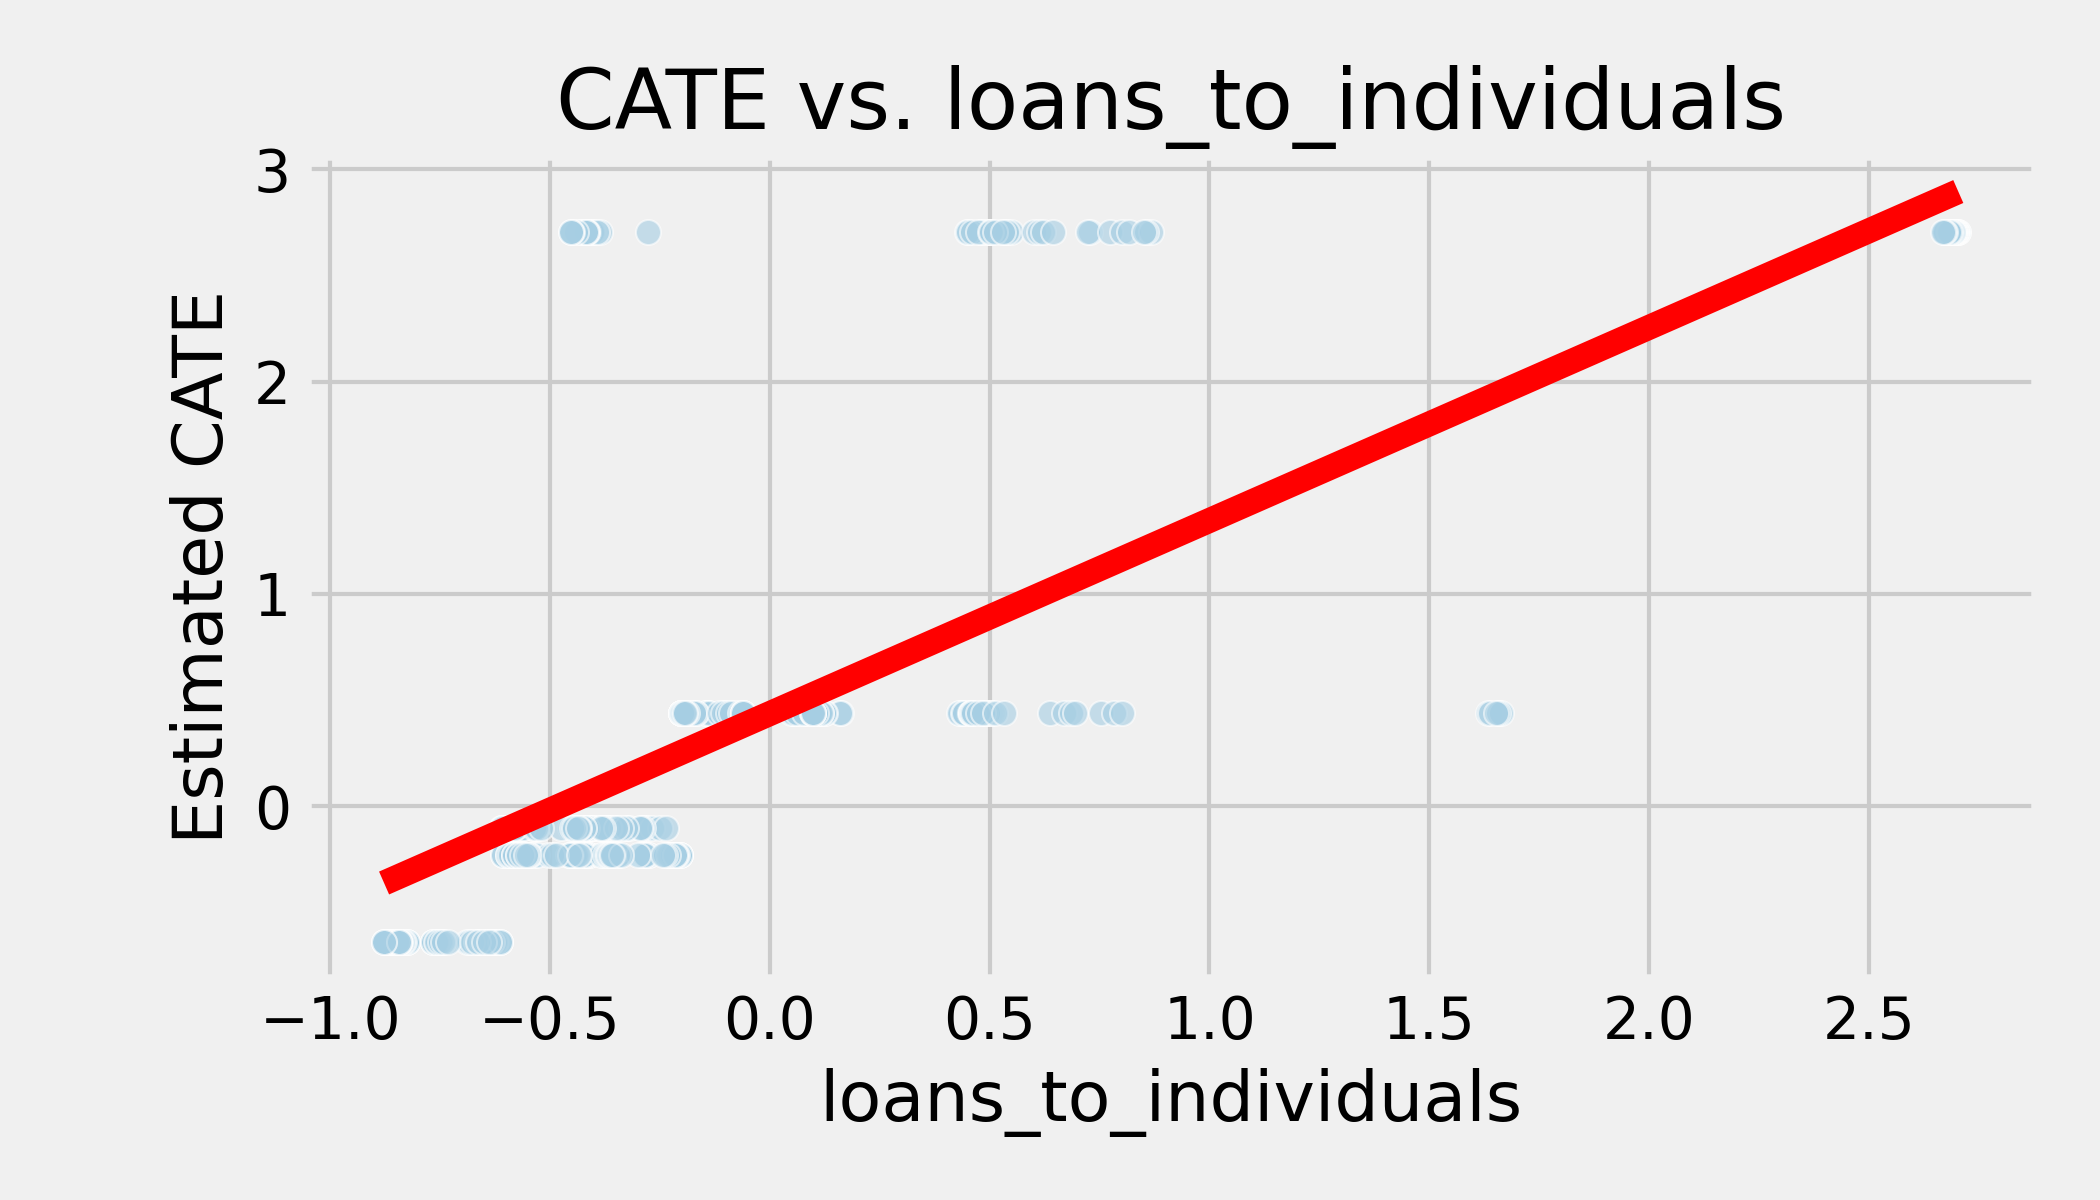 CATE vs. loans_to_individuals
3
2
1
0
Estimated CATE
−1.0 −0.5 0.0 0.5 1.0 1.5 2.0 2.5
loans_to_individuals